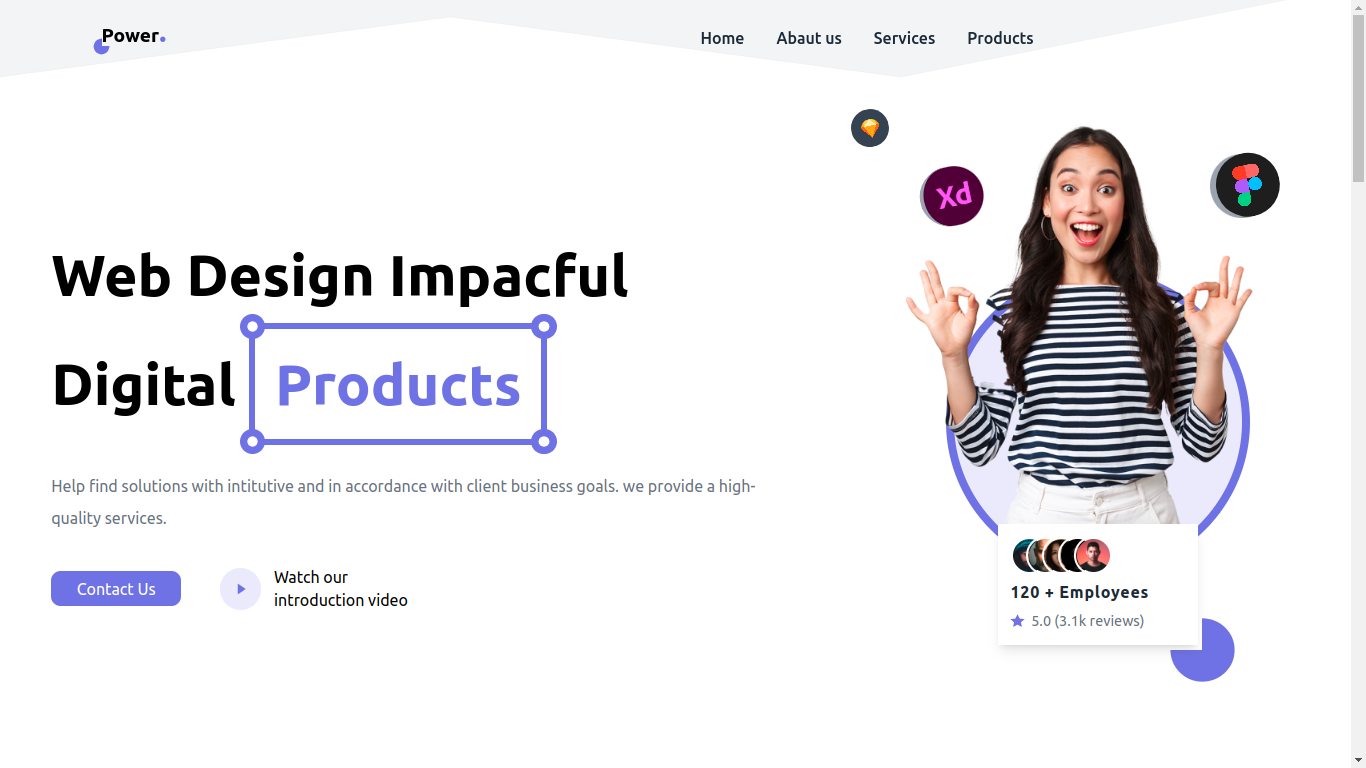 Power.
Home Abaut us Services Products
Xd
Web Design Impacful
Digital Products
Help find solutions with intitutive and in accordance with client business goals. we provide a high-
quality services.
Contact Us
Watch our
introduction video
120 + Employees
5.0 (3.1k reviews)